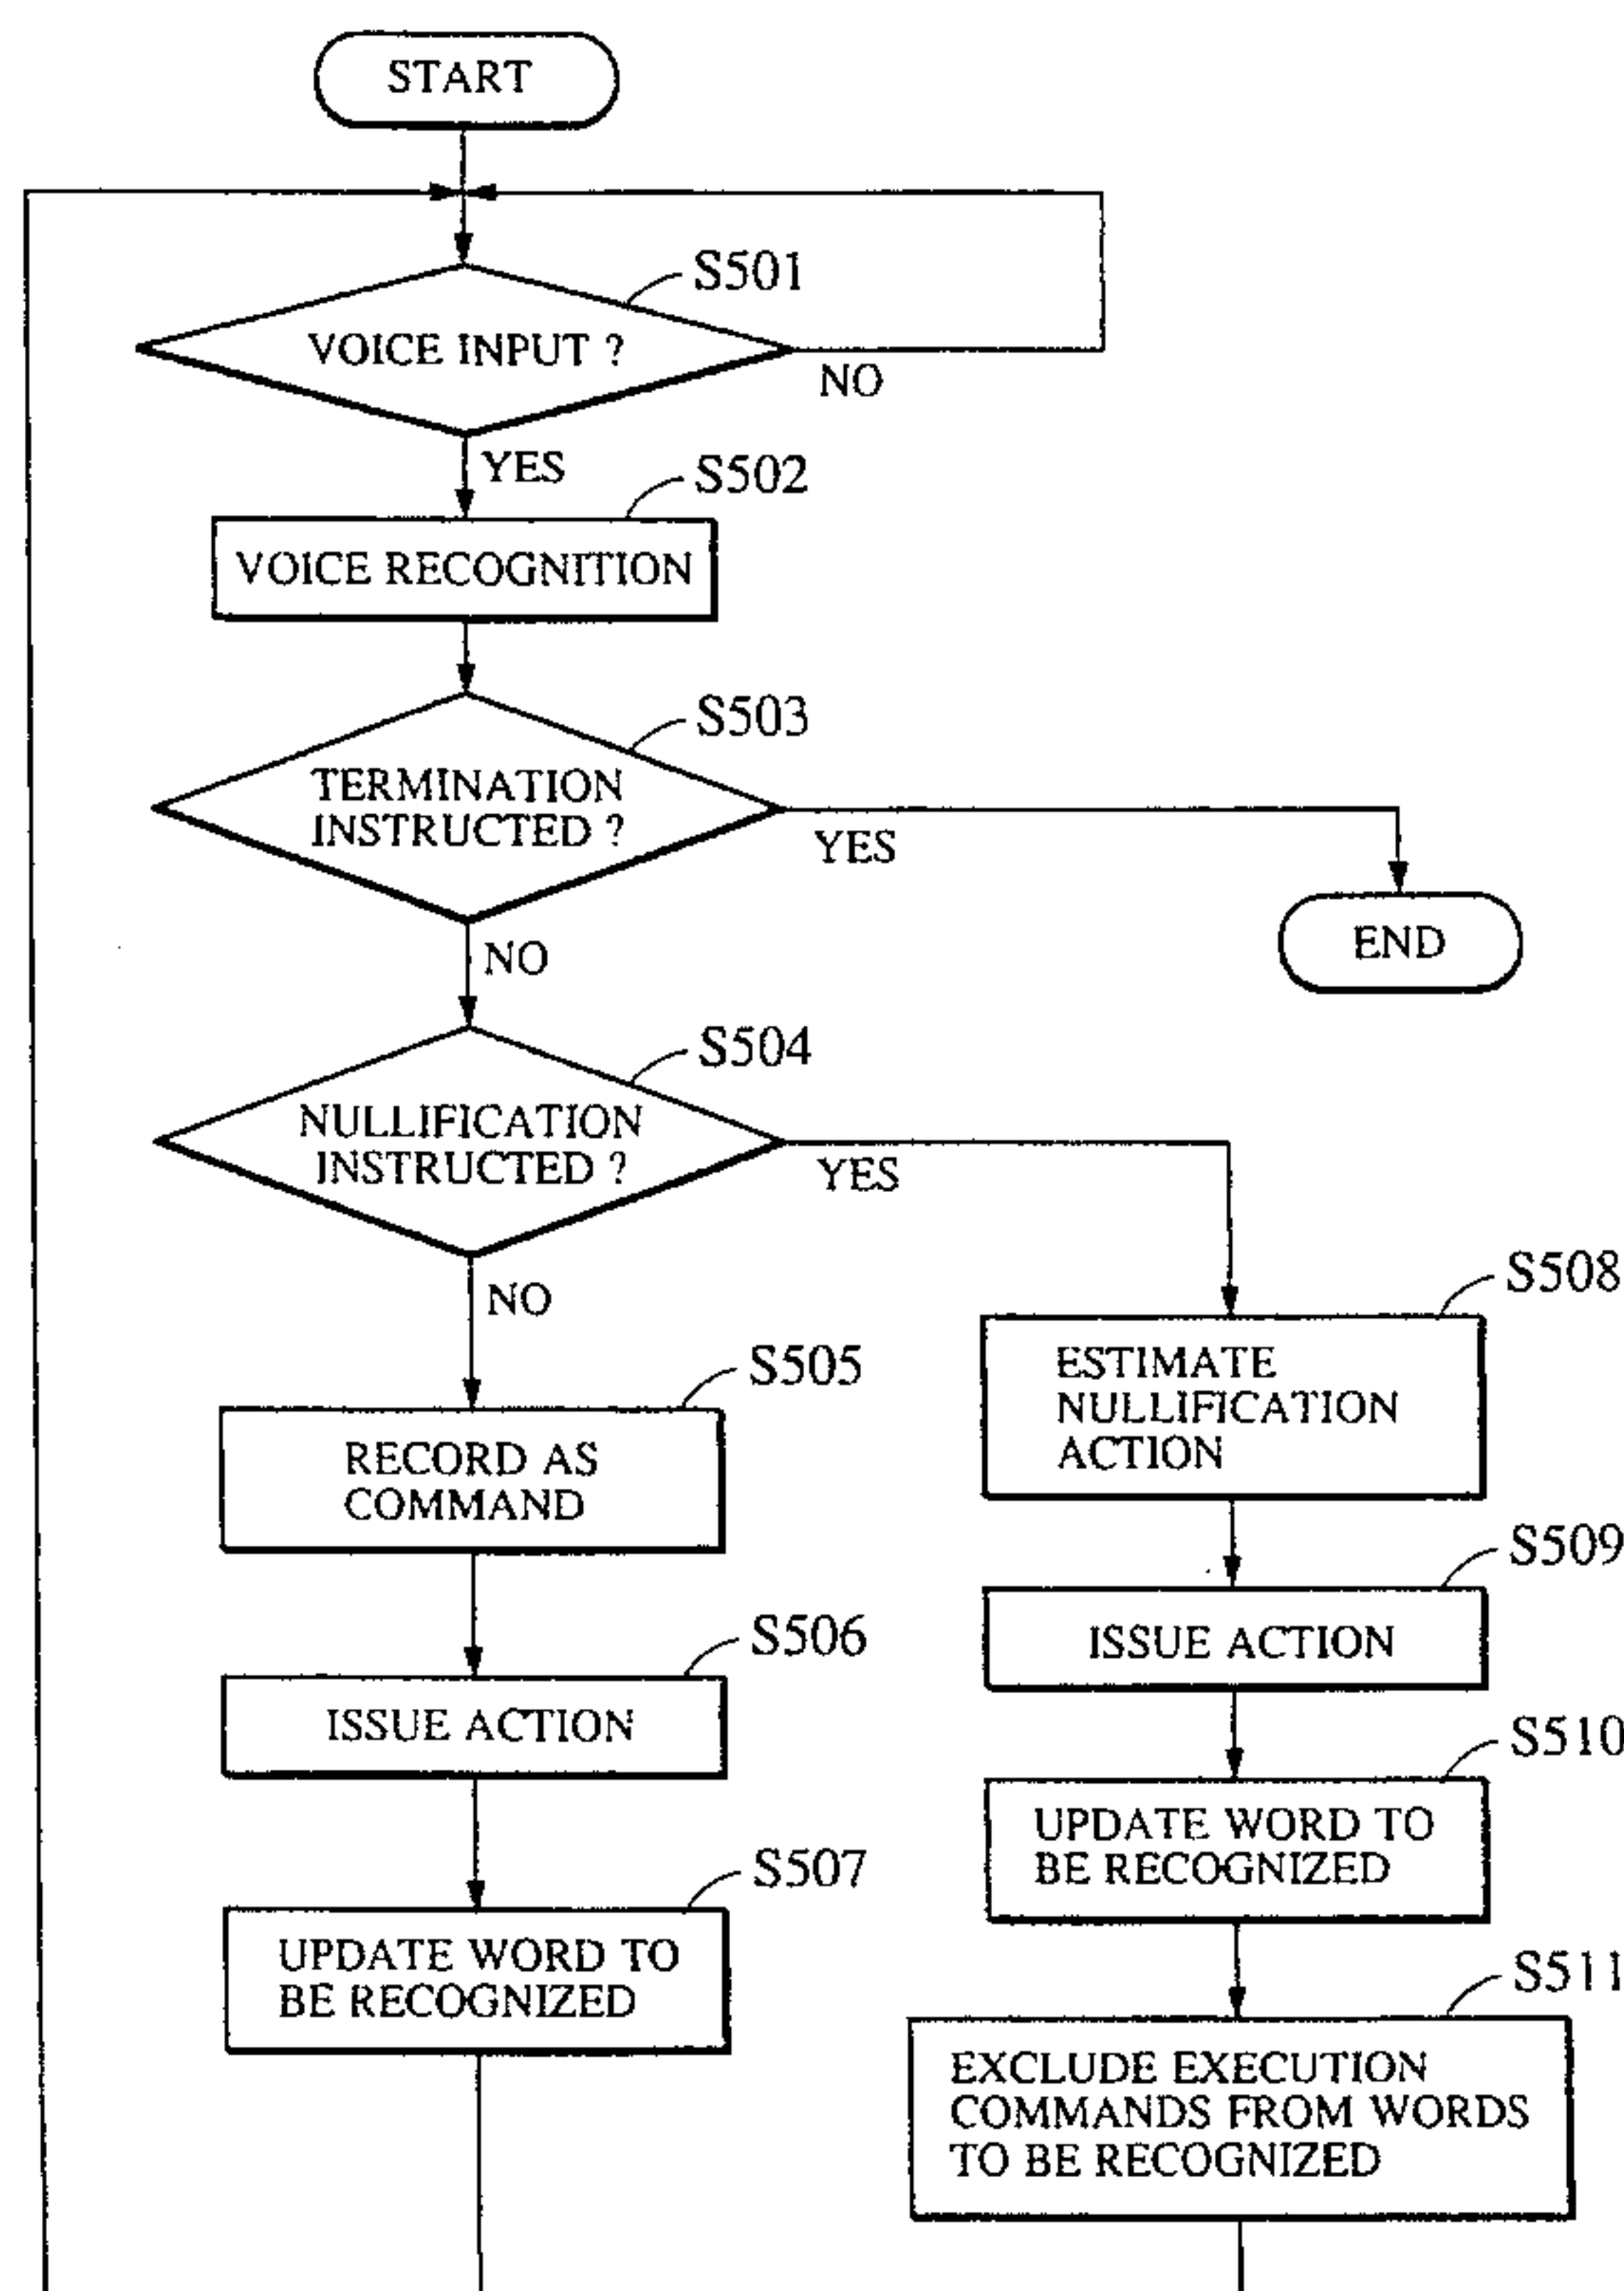 START
S501
VOICE INPUT ?
NO
YES
S502
VOICE RECOGNITION
S503
TERMINATION
INSTRUCTED ?
YES
END
NO
S504
NULLIFICATION
INSTRUCTED ?
YES
NO
S505
RECORD AS
COMMAND
S506
ISSUE ACTION
S507
UPDATE WORD TO
BE RECOGNIZED
S508
ESTIMATE
NULLIFICATION
ACTION
S509
ISSUE ACTION
S510
UPDATE WORD TO
BE RECOGNIZED
S511
EXCLUDE EXECUTION
COMMANDS FROM WORDS
TO BE RECOGNIZED